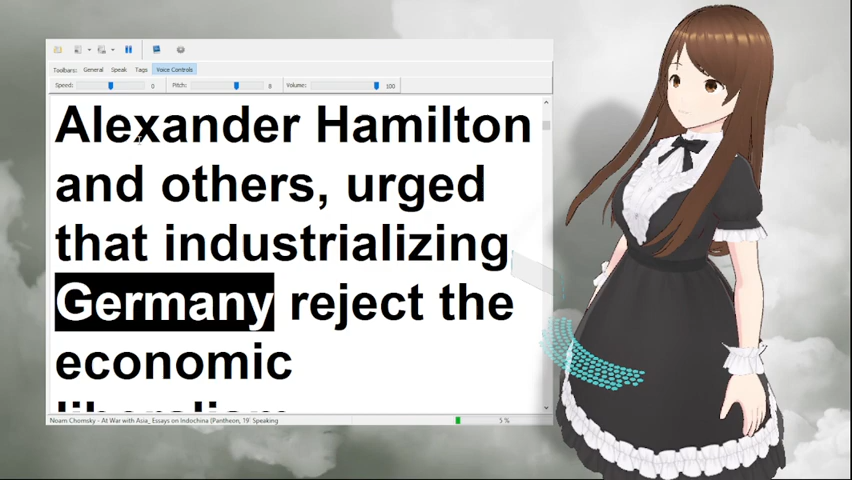 Toolbars: General Speak Tags Voice Controls
Speed: 0 Pitch: 8 Volume: 100
Alexander Hamilton
and others, urged
that industrializing
Germany reject the
economic
liberalism
Noam Chomsky - At War with Asia_ Essays on Indochina (Pantheon, 19' Speaking 5 %